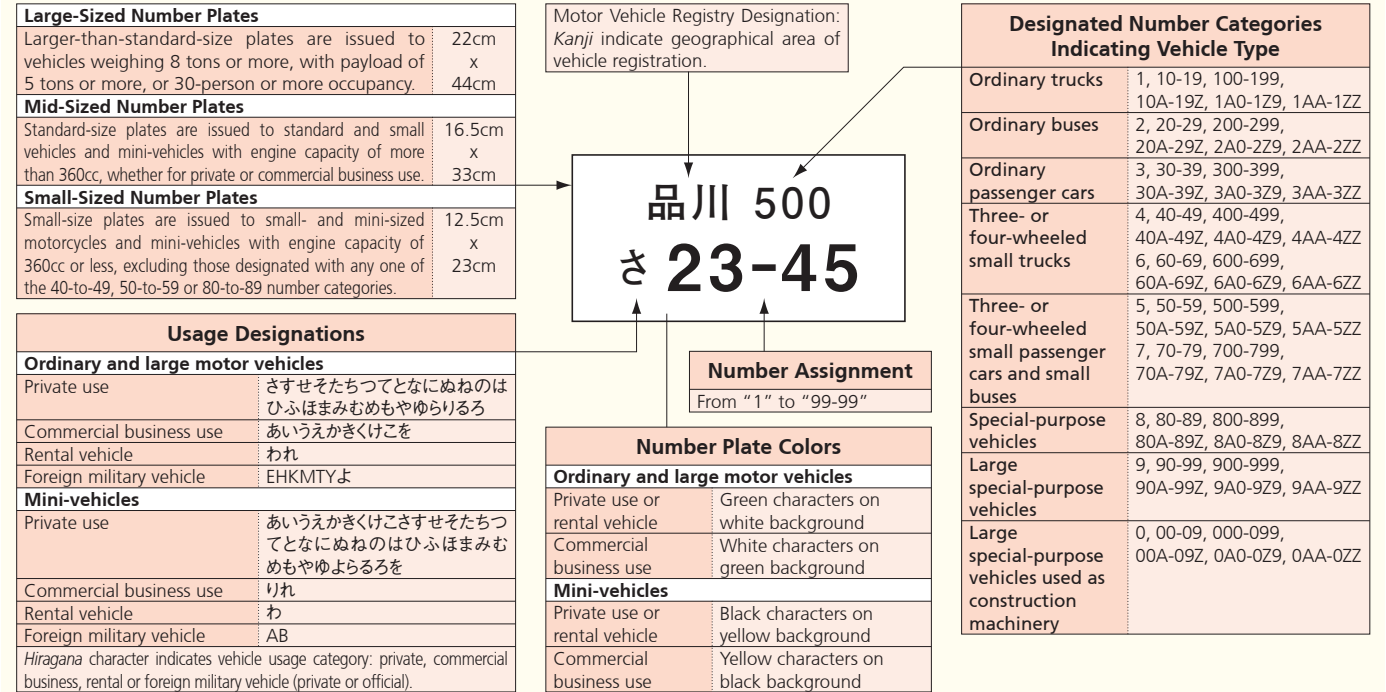 Large-Sized Number Plates
Larger-than-standard-size plates are issued to
vehicles weighing 8 tons or more, with payload of
5 tons or more, or 30-person or more occupancy.
22cm
x
44cm
Mid-Sized Number Plates
Standard-size plates are issued to standard and small
vehicles and mini-vehicles with engine capacity of more
than 360cc, whether for private or commercial business use.
16.5cm
x
33cm
Small-Sized Number Plates
Small-size plates are issued to small- and mini-sized
motorcycles and mini-vehicles with engine capacity of
360cc or less, excluding those designated with any one of
the 40-to-49, 50-to-59 or 80-to-89 number categories.
12.5cm
x
23cm
Usage Designations
Ordinary and large motor vehicles
Private use
さすせそたちつてとなにぬねのは
ひふほまみむめもやゆらりるろ
Commercial business use
あいうえかきくけこを
Rental vehicle
われ
Foreign military vehicle
EHKMTYよ
Mini-vehicles
Private use
あいうえかきくけこさすせそたちつ
てとなにぬねのはひふほまみむ
めもやゆよらるろを
Commercial business use
りれ
Rental vehicle
わ
Foreign military vehicle
AB
Hiragana character indicates vehicle usage category: private, commercial
business, rental or foreign military vehicle (private or official).
Motor Vehicle Registry Designation:
Kanji indicate geographical area of
vehicle registration.
品川 500
さ 23-45
Number Assignment
From "1" to "99-99"
Number Plate Colors
Ordinary and large motor vehicles
Private use or
rental vehicle
Green characters on
white background
Commercial
business use
White characters on
green background
Mini-vehicles
Private use or
rental vehicle
Black characters on
yellow background
Commercial
business use
Yellow characters on
black background
Designated Number Categories
Indicating Vehicle Type
Ordinary trucks
1, 10-19, 100-199,
10A-19Z, 1A0-1Z9, 1AA-1ZZ
Ordinary buses
2, 20-29, 200-299,
20A-29Z, 2A0-2Z9, 2AA-2ZZ
Ordinary
passenger cars
3, 30-39, 300-399,
30A-39Z, 3A0-3Z9, 3AA-3ZZ
Three- or
four-wheeled
small trucks
4, 40-49, 400-499,
40A-49Z, 4A0-4Z9, 4AA-4ZZ
6, 60-69, 600-699,
60A-69Z, 6A0-6Z9, 6AA-6ZZ
Three- or
four-wheeled
small passenger
cars and small
buses
5, 50-59, 500-599,
50A-59Z, 5A0-5Z9, 5AA-5ZZ
7, 70-79, 700-799,
70A-79Z, 7A0-7Z9, 7AA-7ZZ
Special-purpose
vehicles
8, 80-89, 800-899,
80A-89Z, 8A0-8Z9, 8AA-8ZZ
Large
special-purpose
vehicles
9, 90-99, 900-999,
90A-99Z, 9A0-9Z9, 9AA-9ZZ
Large
special-purpose
vehicles used as
construction
machinery
0, 00-09, 000-099,
00A-09Z, 0A0-0Z9, 0AA-0ZZ